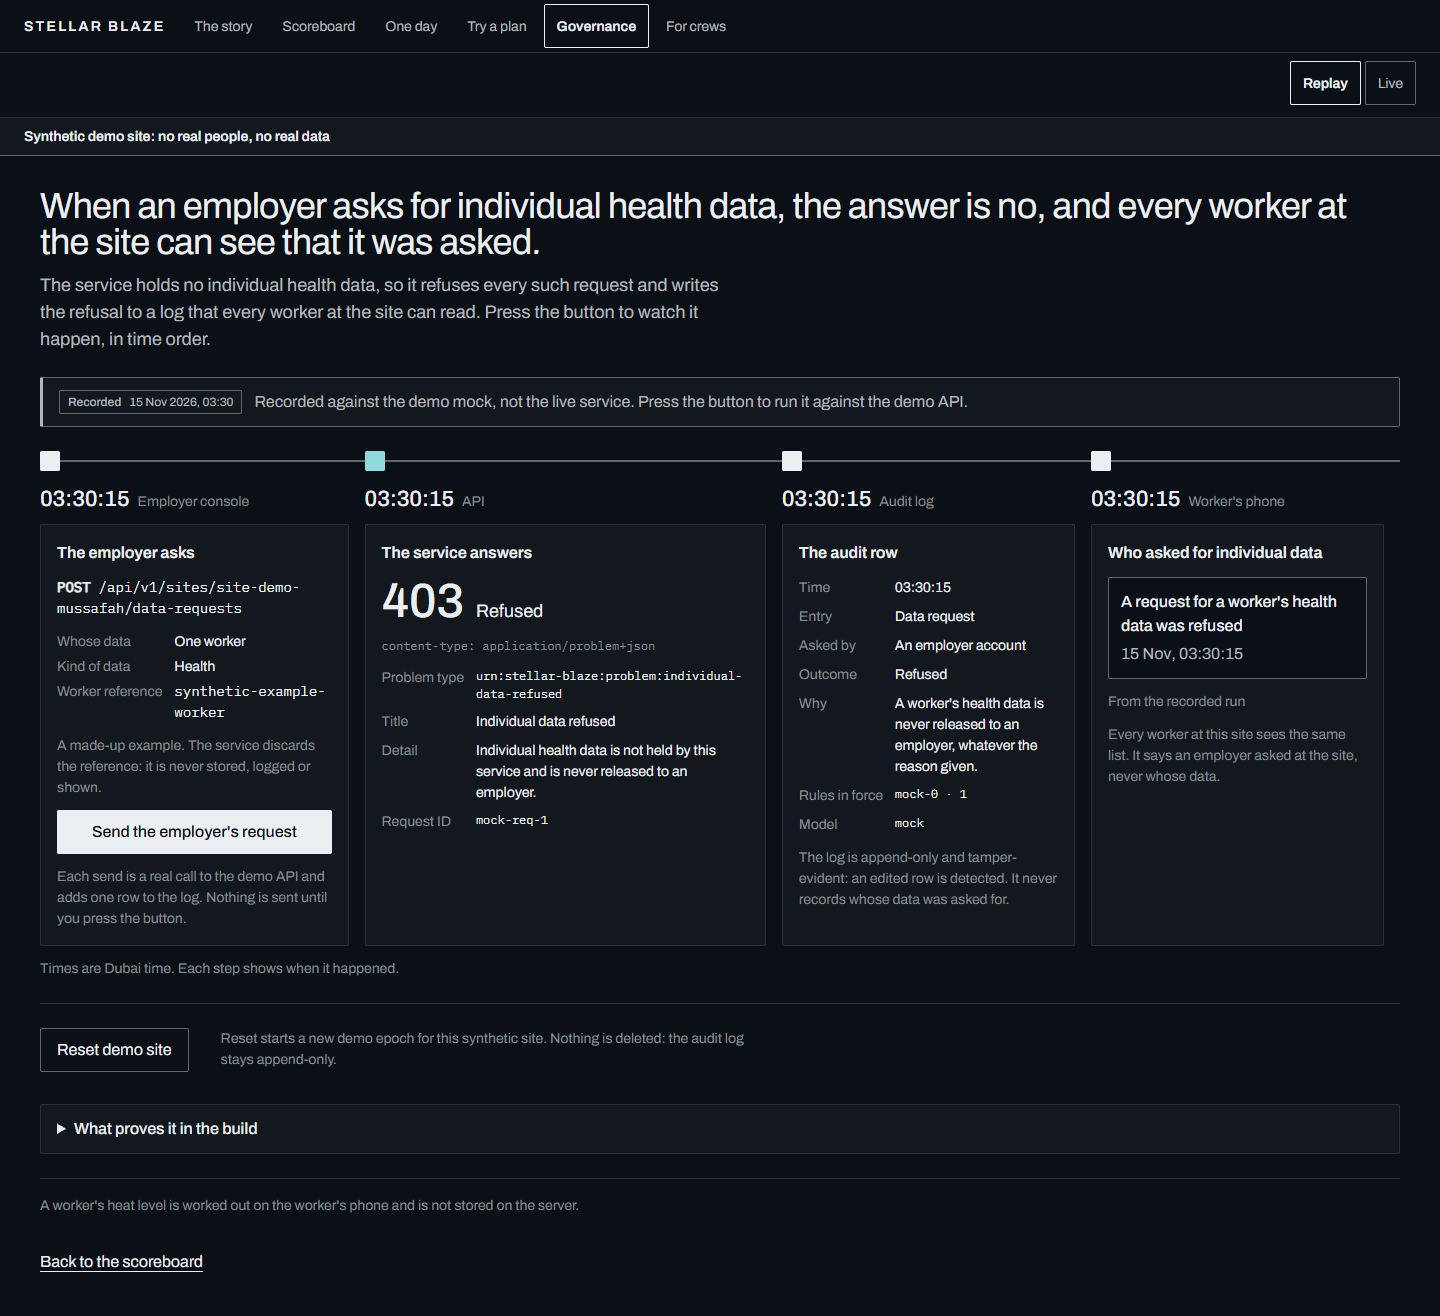 STELLAR BLAZE The story Scoreboard One day Try a plan Governance For crews
Replay Live
Synthetic demo site: no real people, no real data
When an employer asks for individual health data, the answer is no, and every worker at
the site can see that it was asked.
The service holds no individual health data, so it refuses every such request and writes
the refusal to a log that every worker at the site can read. Press the button to watch it
happen, in time order.
Recorded 15 Nov 2026, 03:30 Recorded against the demo mock, not the live service. Press the button to run it against the demo API.
03:30:15 Employer console
The employer asks
POST /api/v1/sites/site-demo-
mussafah/data-requests
Whose data One worker
Kind of data Health
Worker reference synthetic-example-
worker
A made-up example. The service discards
the reference: it is never stored, logged or
shown.
Send the employer's request
Each send is a real call to the demo API and
adds one row to the log. Nothing is sent until
you press the button.
03:30:15 API
The service answers
403 Refused
content-type: application/problem+json
Problem type urn:stellar-blaze:problem:individual-
data-refused
Title Individual data refused
Detail Individual health data is not held by this
service and is never released to an
employer.
Request ID mock-req-1
03:30:15 Audit log
The audit row
Time 03:30:15
Entry Data request
Asked by An employer account
Outcome Refused
Why A worker's health data is
never released to an
employer, whatever the
reason given.
Rules in force mock-0 · 1
Model mock
The log is append-only and tamper-
evident: an edited row is detected. It never
records whose data was asked for.
03:30:15 Worker's phone
Who asked for individual data
A request for a worker's health
data was refused
15 Nov, 03:30:15
From the recorded run
Every worker at this site sees the same
list. It says an employer asked at the site,
never whose data.
Times are Dubai time. Each step shows when it happened.
Reset demo site
Reset starts a new demo epoch for this synthetic site. Nothing is deleted: the audit log
stays append-only.
What proves it in the build
A worker's heat level is worked out on the worker's phone and is not stored on the server.
Back to the scoreboard